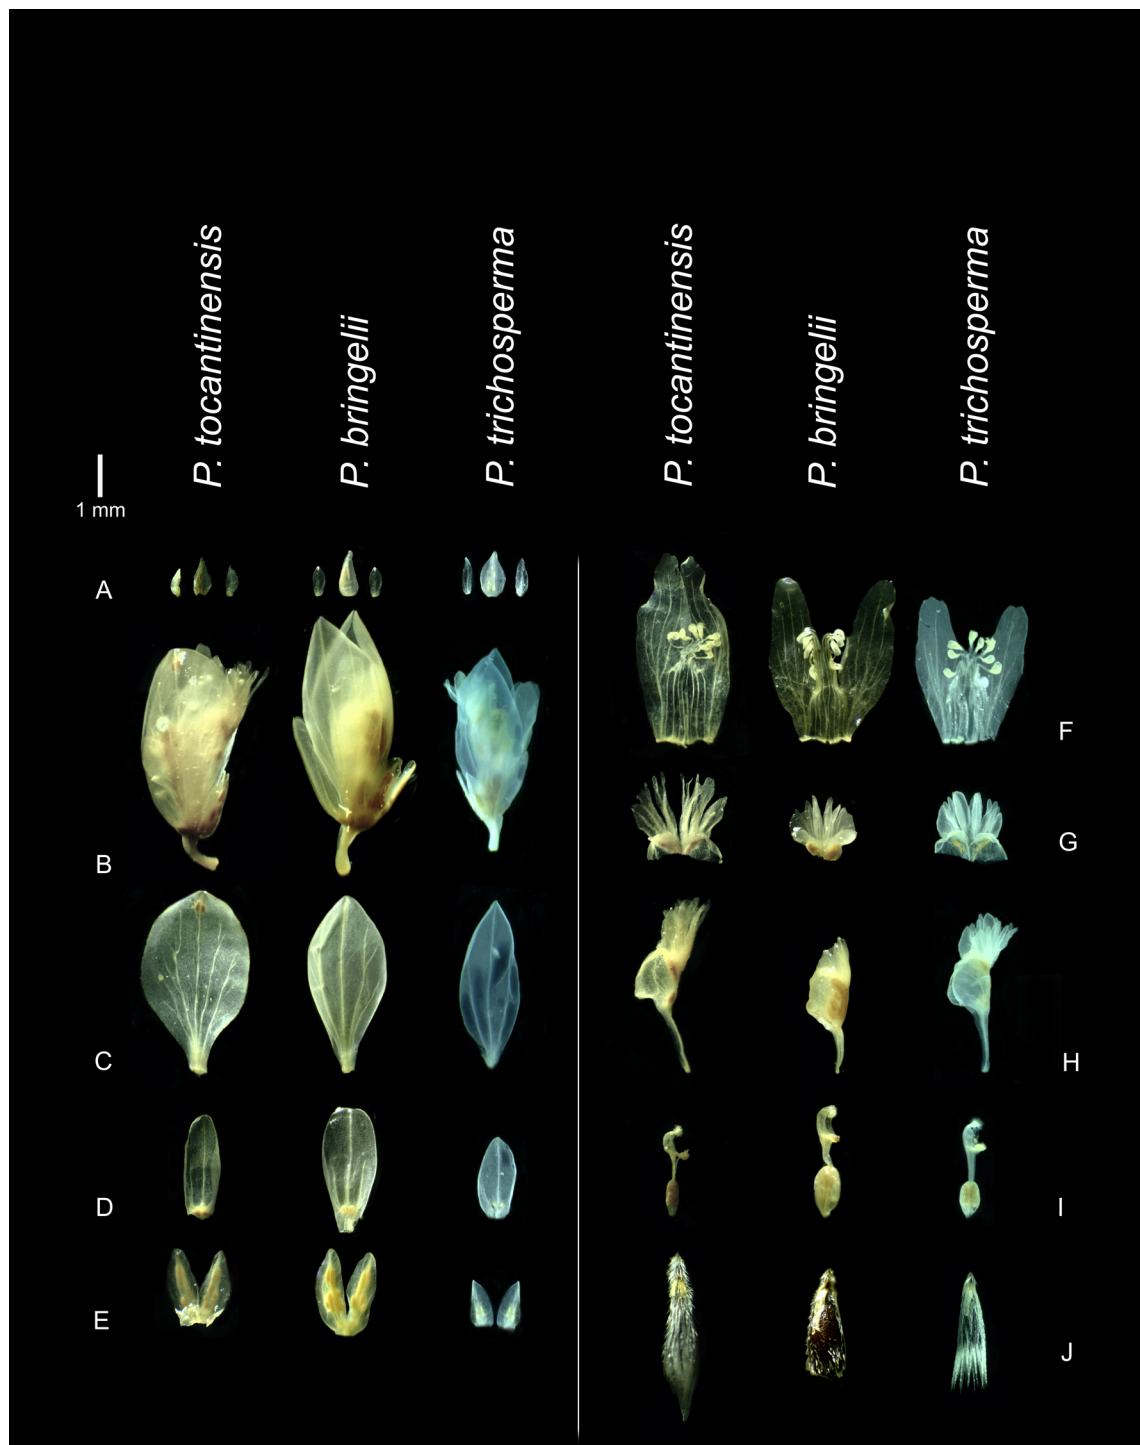 P. tocantinensis
P. bringelii
P. trichosperma
P. tocantinensis
P. bringelii
P. trichosperma
1 mm
A
B
C
D
E
F
G
H
I
J